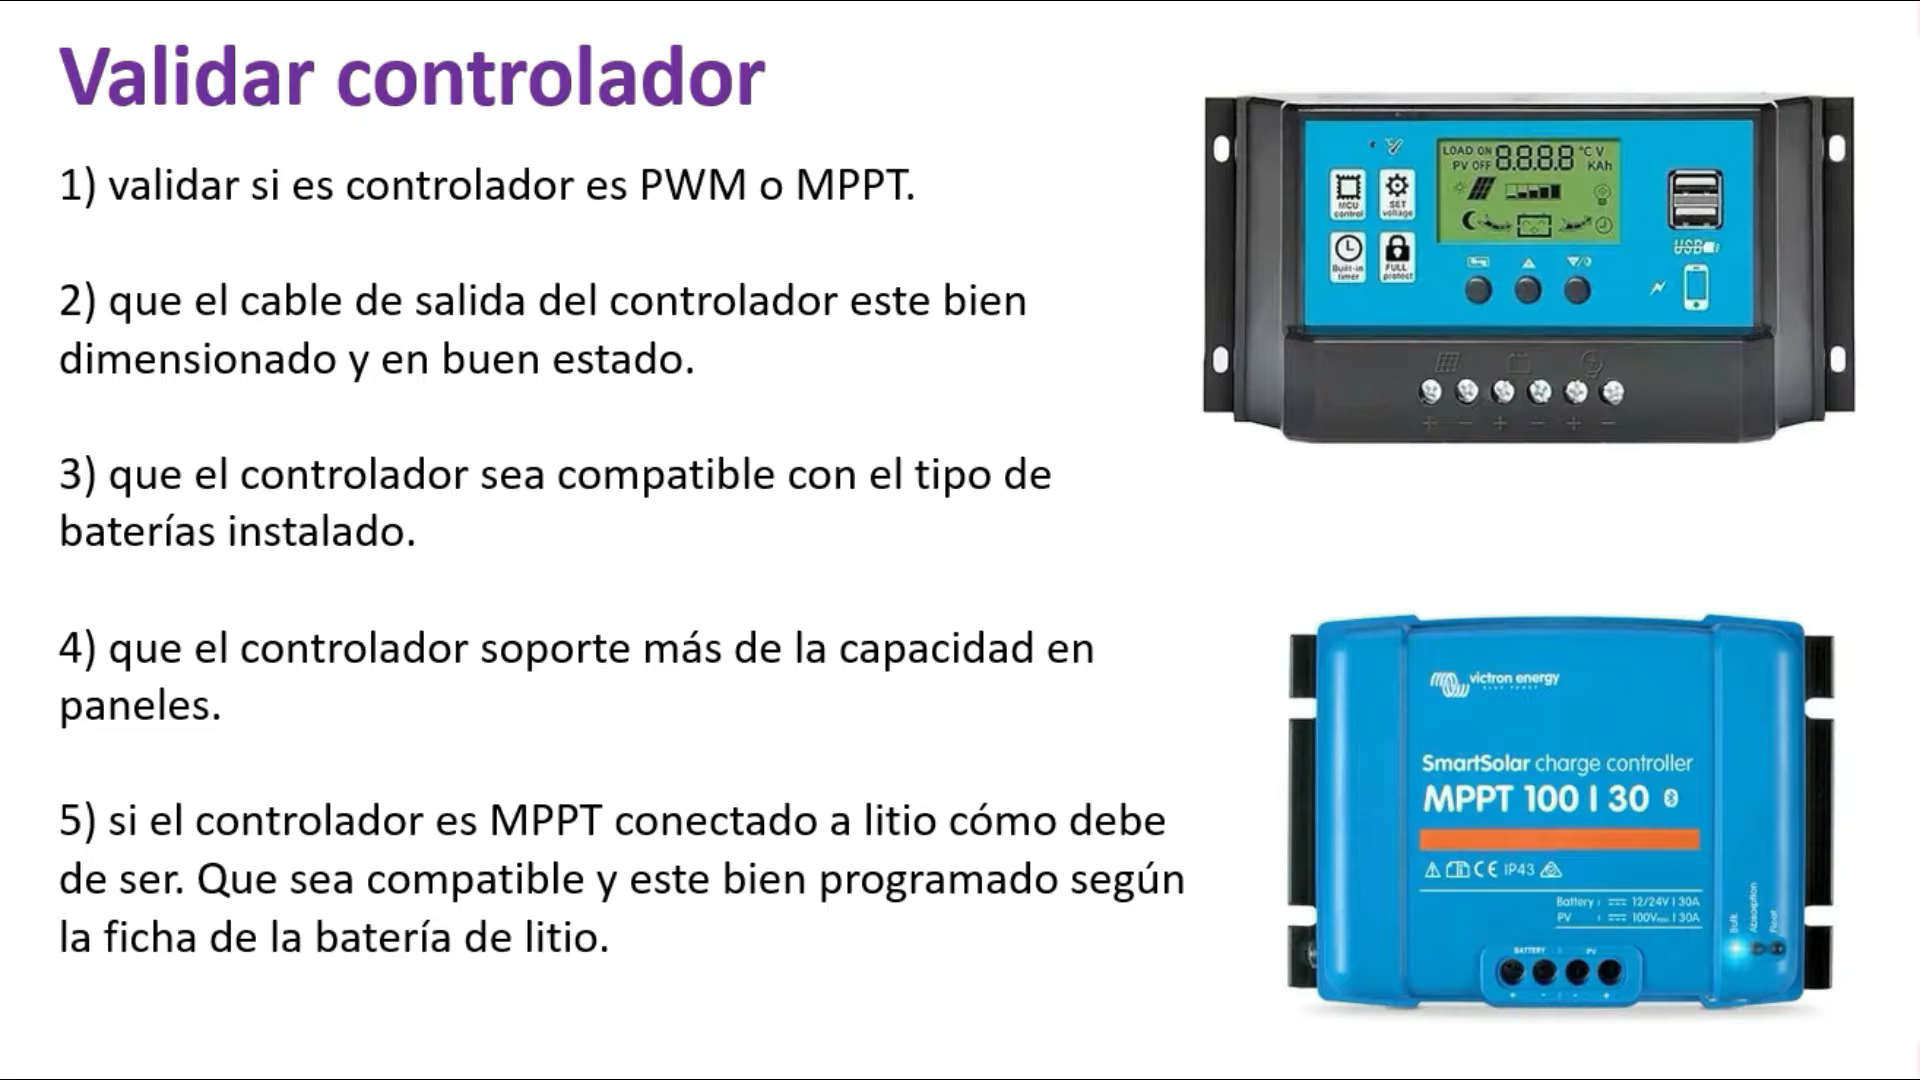 Validar controlador
1) validar si es controlador es PWM o MPPT.
2) que el cable de salida del controlador este bien
dimensionado y en buen estado.
3) que el controlador sea compatible con el tipo de
baterías instalado.
4) que el controlador soporte más de la capacidad en
paneles.
5) si el controlador es MPPT conectado a litio cómo debe
de ser. Que sea compatible y este bien programado según
la ficha de la batería de litio.
LOAD ON 8.8.8.8 °C V
PV OFF KAh
MCU
control
SET
voltage
Built-in
timer
FULL
protect
USB
+ - + - + -
victron energy
BLUE POWER
SmartSolar charge controller
MPPT 100 | 30
CE IP43
Battery : 12/24V | 30A
PV : 100Vmax | 30A
Bulk
Absorption
Float
BATTERY | PV
+ - - +